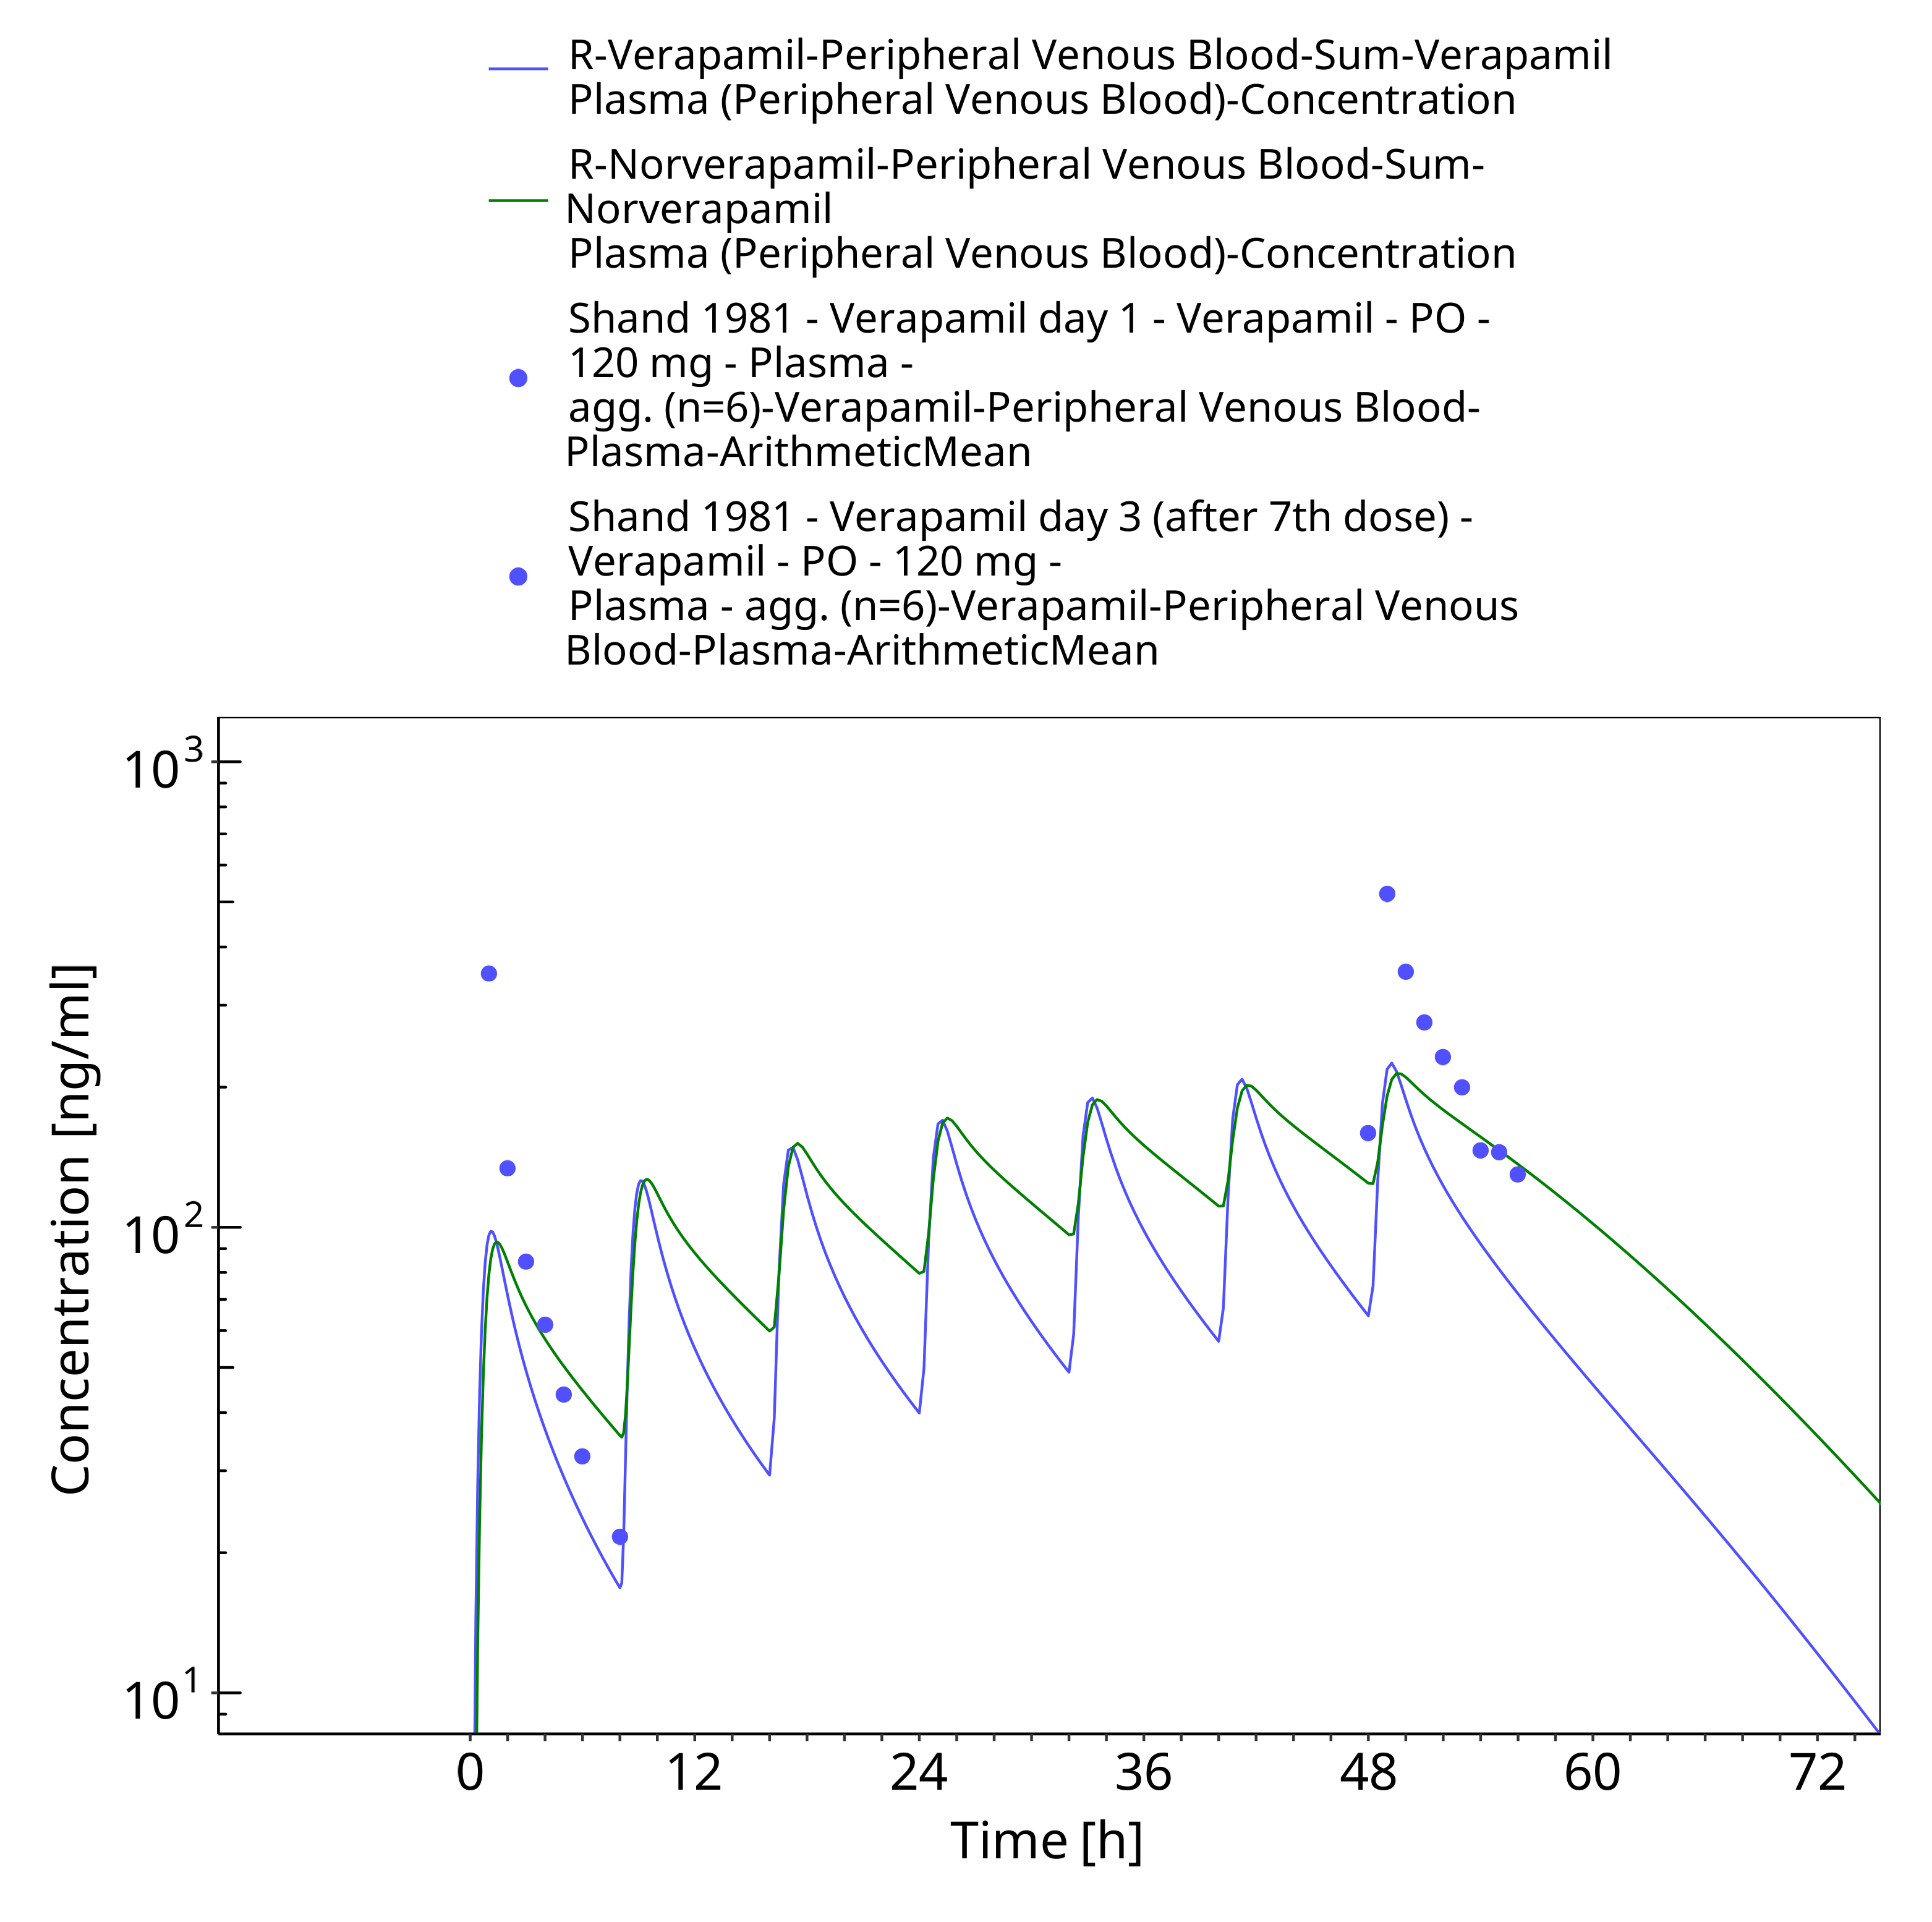 R-Verapamil-Peripheral Venous Blood-Sum-Verapamil
Plasma (Peripheral Venous Blood)-Concentration
R-Norverapamil-Peripheral Venous Blood-Sum-
Norverapamil
Plasma (Peripheral Venous Blood)-Concentration
Shand 1981 - Verapamil day 1 - Verapamil - PO -
120 mg - Plasma -
agg. (n=6)-Verapamil-Peripheral Venous Blood-
Plasma-ArithmeticMean
Shand 1981 - Verapamil day 3 (after 7th dose) -
Verapamil - PO - 120 mg -
Plasma - agg. (n=6)-Verapamil-Peripheral Venous
Blood-Plasma-ArithmeticMean
10³
10²
10¹
Concentration [ng/ml]
0 12 24 36 48 60 72
Time [h]